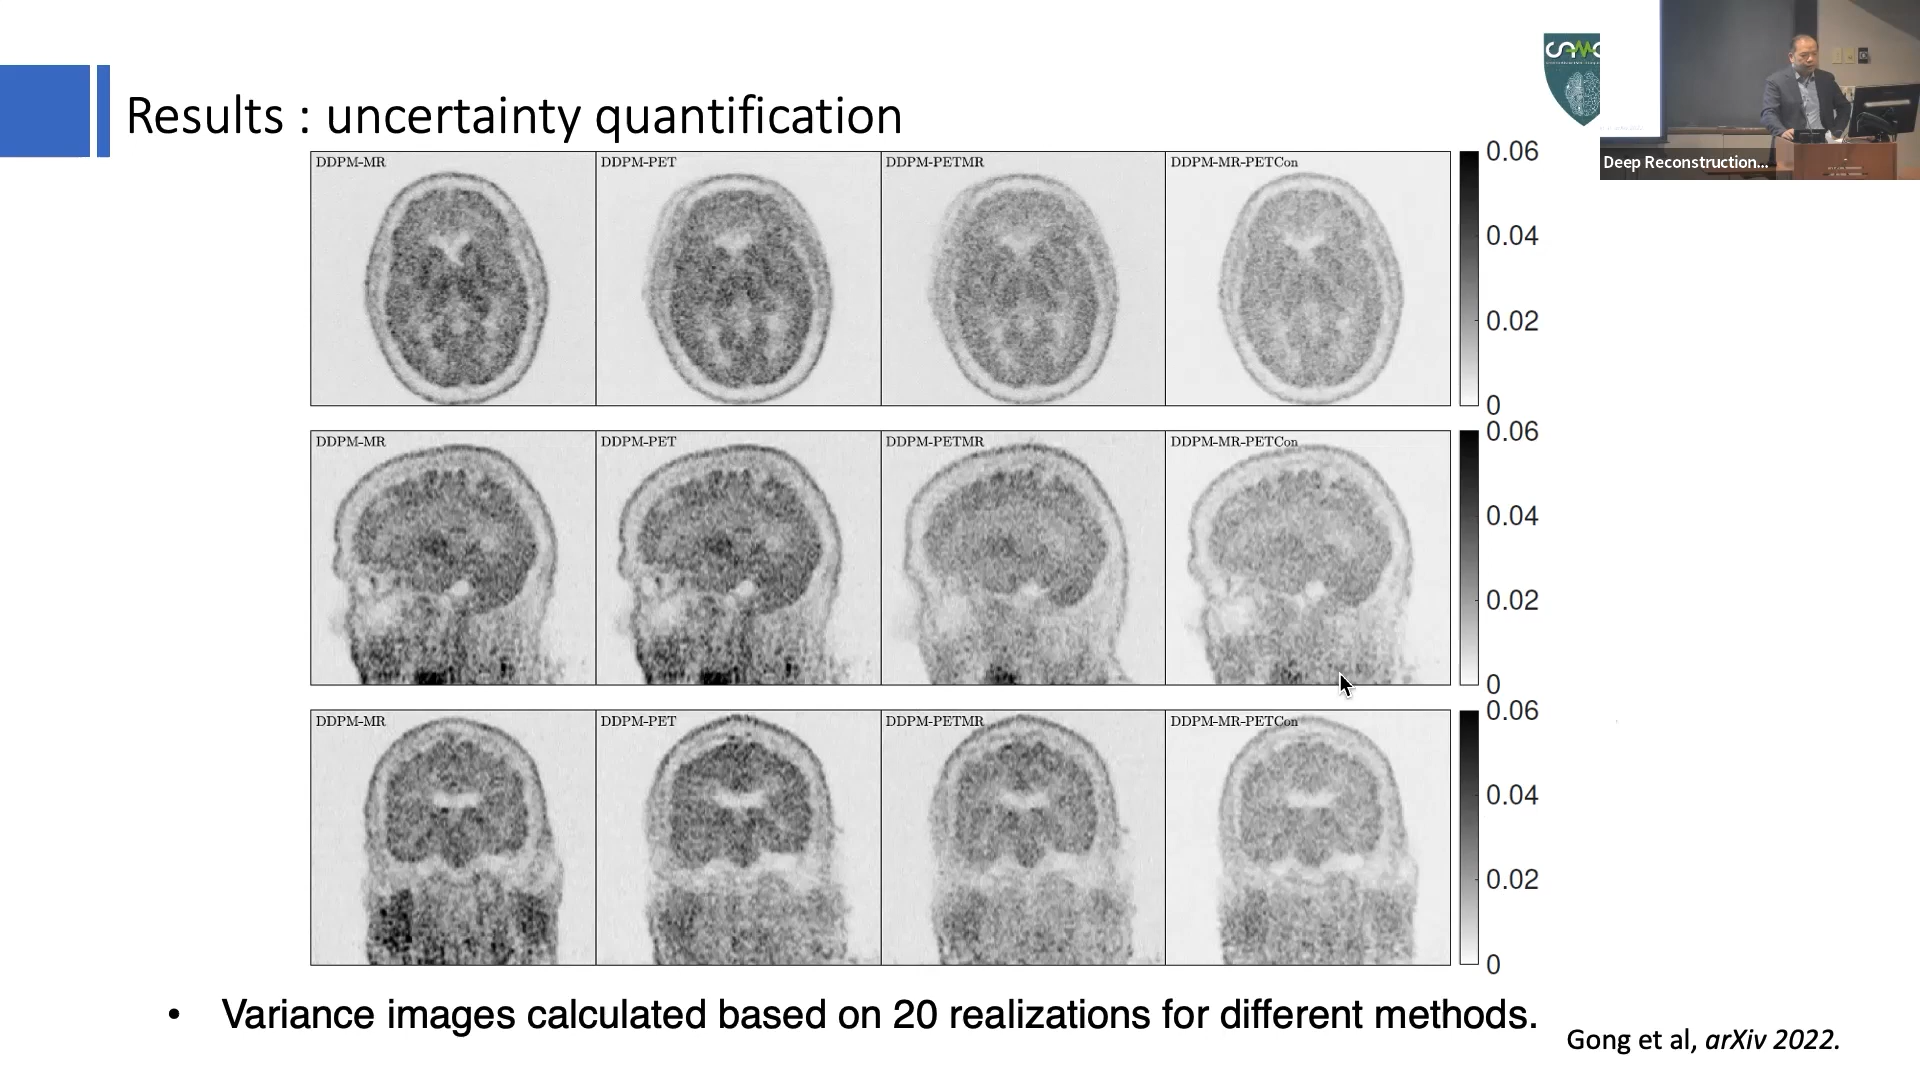 Results : uncertainty quantification
Deep Reconstruction...
DDPM-MR
DDPM-PET
DDPM-PETMR
DDPM-MR-PETCon
0.06
0.04
0.02
0
DDPM-MR
DDPM-PET
DDPM-PETMR
DDPM-MR-PETCon
0.06
0.04
0.02
0
DDPM-MR
DDPM-PET
DDPM-PETMR
DDPM-MR-PETCon
0.06
0.04
0.02
0
• Variance images calculated based on 20 realizations for different methods.
Gong et al, arXiv 2022.